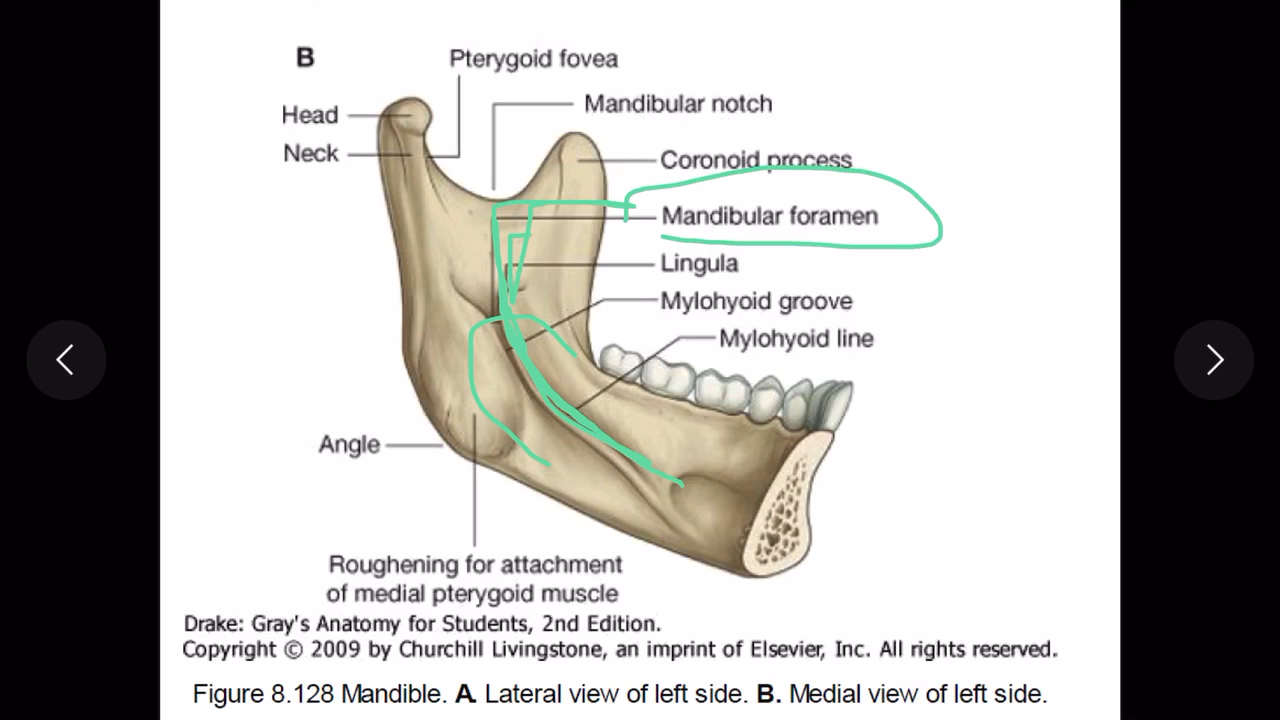 B
Pterygoid fovea
Mandibular notch
Head
Neck
Coronoid process
Mandibular foramen
Lingula
Mylohyoid groove
Mylohyoid line
Angle
Roughening for attachment
of medial pterygoid muscle
Drake: Gray's Anatomy for Students, 2nd Edition.
Copyright © 2009 by Churchill Livingstone, an imprint of Elsevier, Inc. All rights reserved.
Figure 8.128 Mandible. A. Lateral view of left side. B. Medial view of left side.